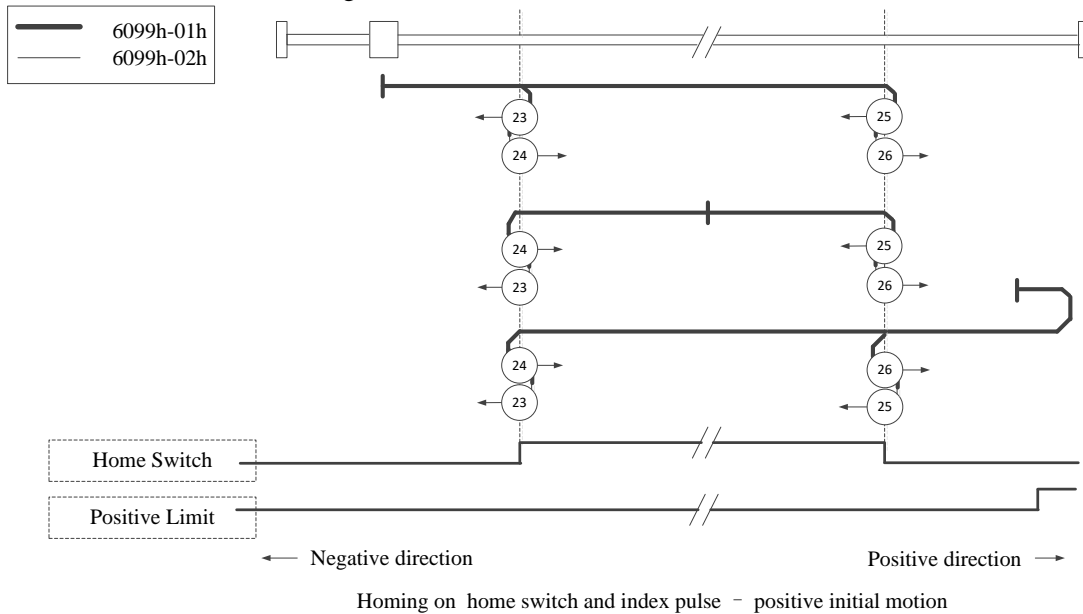 6099h-01h
6099h-02h
23
25
24
26
24
25
23
26
24
26
23
25
Home Switch
Positive Limit
Negative direction
Positive direction
Homing on home switch and index pulse - positive initial motion